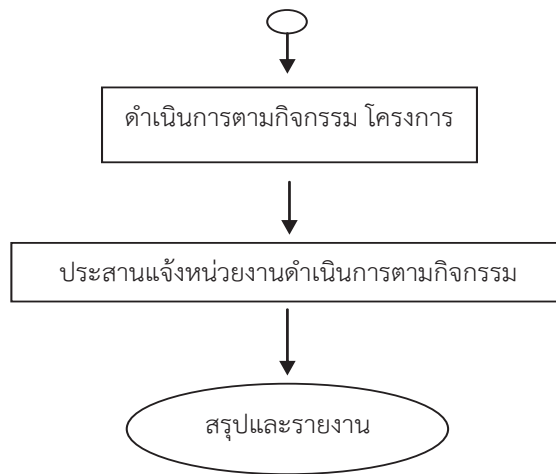 ดำเนินการตามกิจกรรม โครงการ
ประสานแจ้งหน่วยงานดำเนินการตามกิจกรรม
สรุปและรายงาน